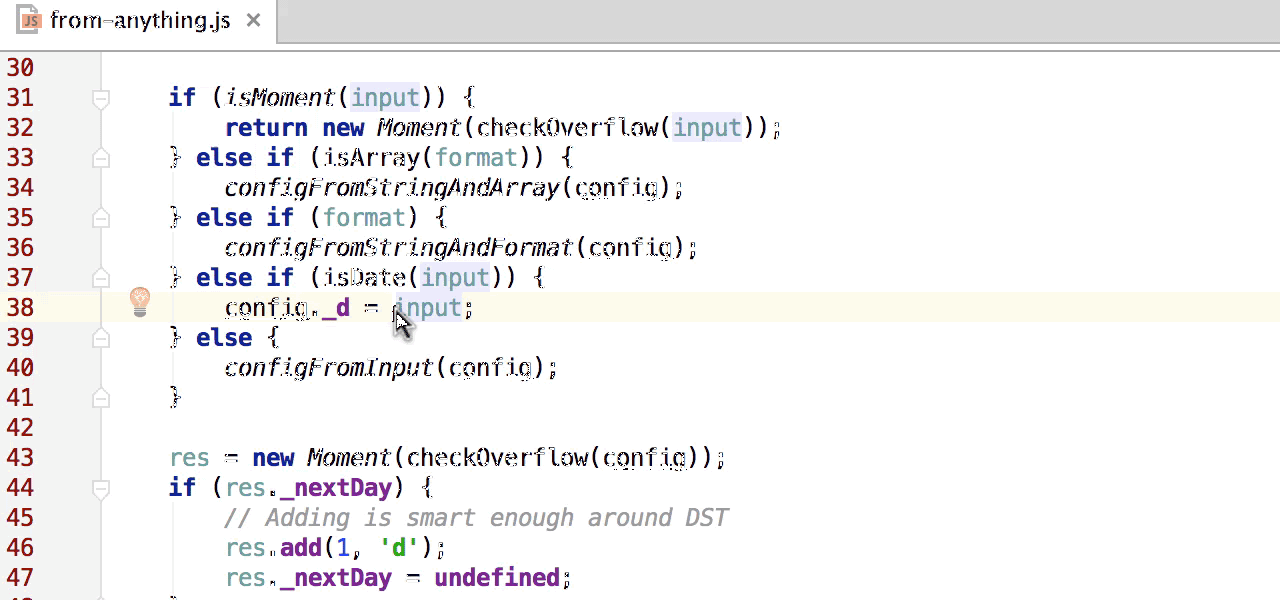 JS from-anything.js ×
30
31 if (isMoment(input)) {
32 return new Moment(checkOverflow(input));
33 } else if (isArray(format)) {
34 configFromStringAndArray(config);
35 } else if (format) {
36 configFromStringAndFormat(config);
37 } else if (isDate(input)) {
38 config._d = input;
39 } else {
40 configFromInput(config);
41 }
42
43 res = new Moment(checkOverflow(config));
44 if (res._nextDay) {
45 // Adding is smart enough around DST
46 res.add(1, 'd');
47 res._nextDay = undefined;